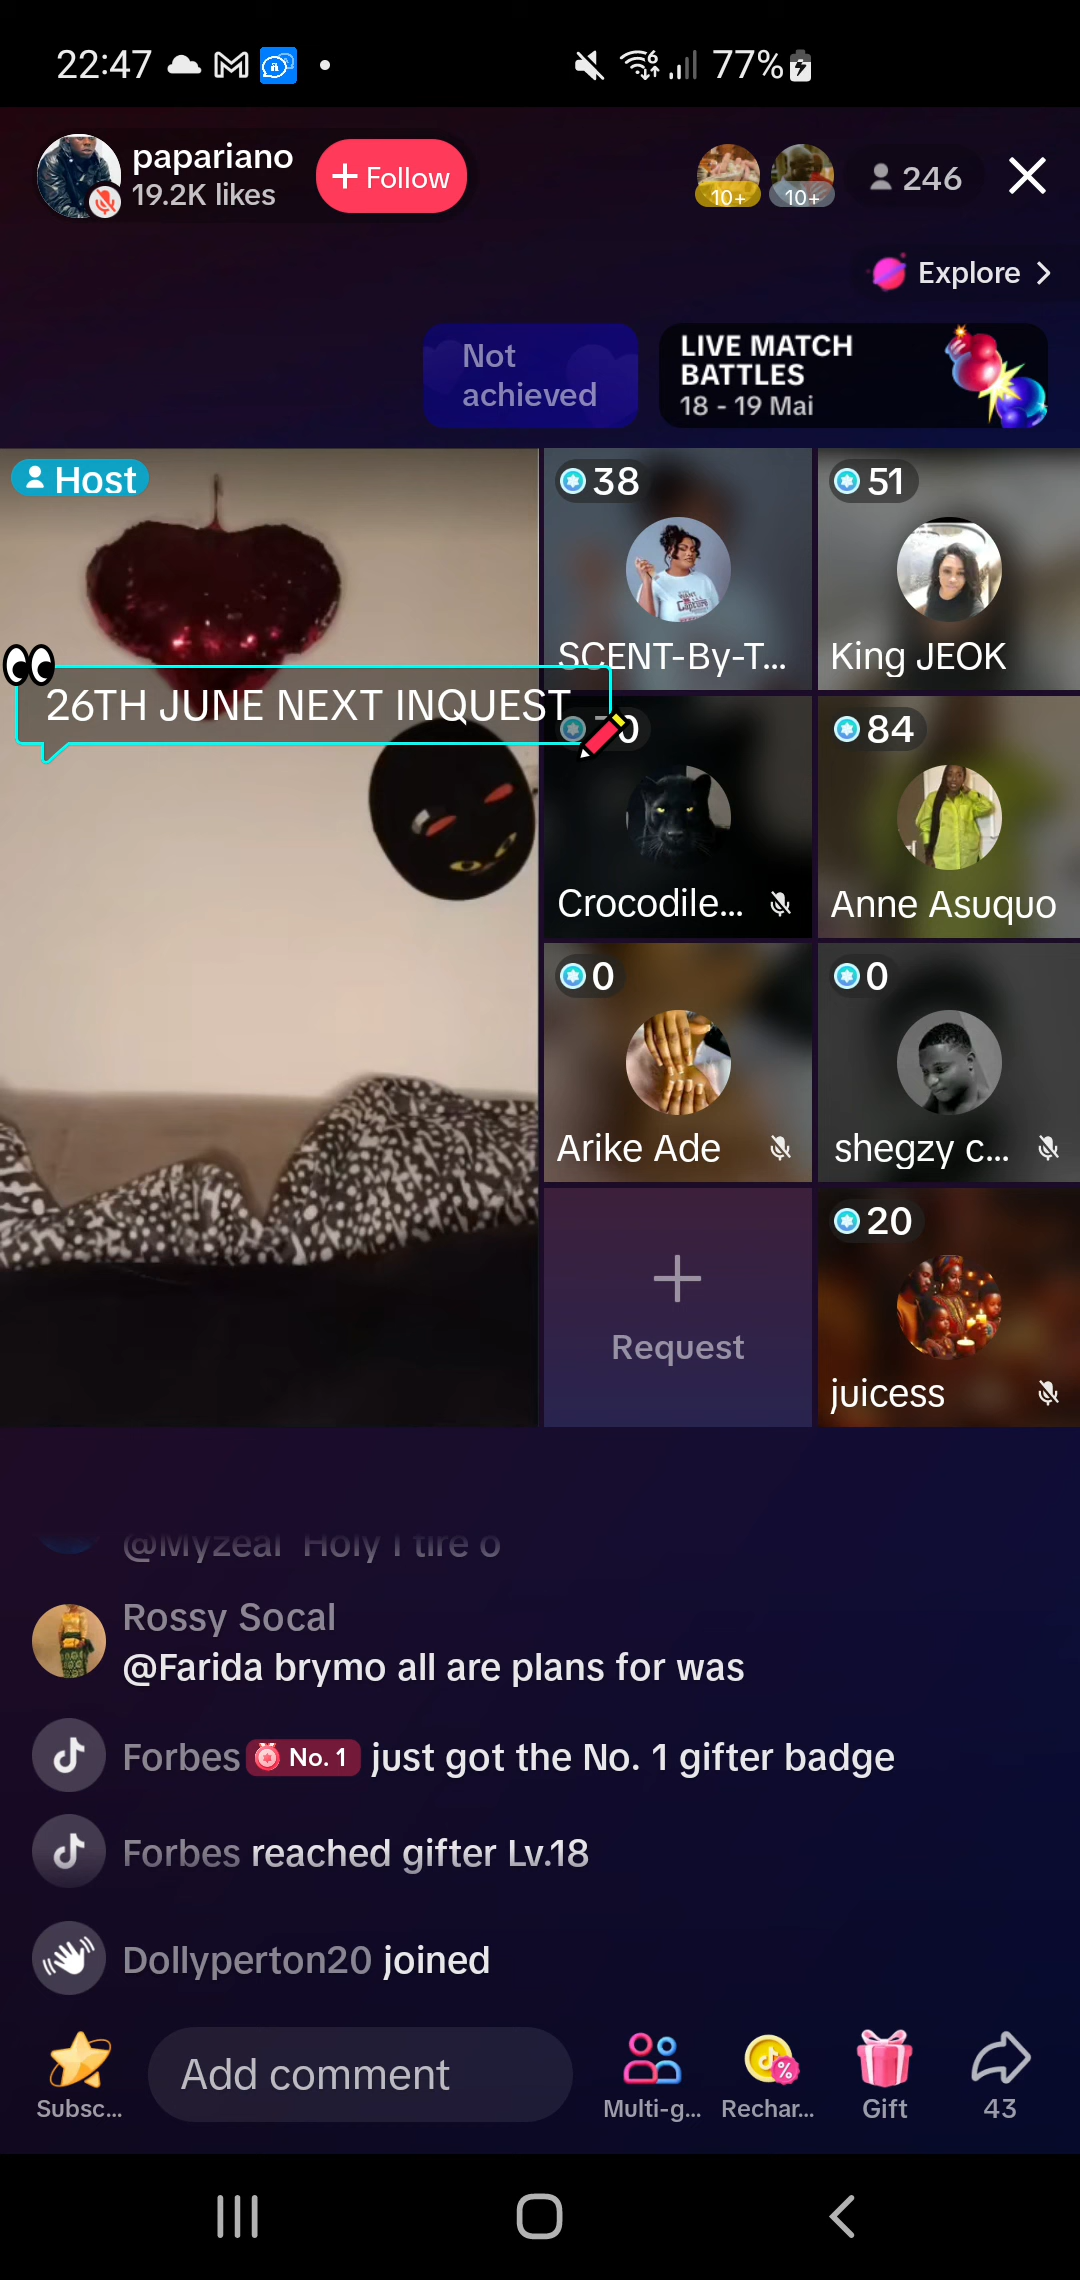 22:47
77%
papariano
19.2K likes
+ Follow
10+
10+
246
Explore
Not
achieved
LIVE MATCH
BATTLES
18 - 19 Mai
Host
38
51
SCENT-By-T...
King JEOK
26TH JUNE NEXT INQUEST
84
Crocodile...
Anne Asuquo
0
0
Arike Ade
shegzy c...
20
Request
juicess
@Myzeal Holy I tire o
Rossy Socal
@Farida brymo all are plans for was
Forbes No. 1 just got the No. 1 gifter badge
Forbes reached gifter Lv.18
Dollyperton20 joined
Add comment
Subsc...
Multi-g...
Rechar...
Gift
43